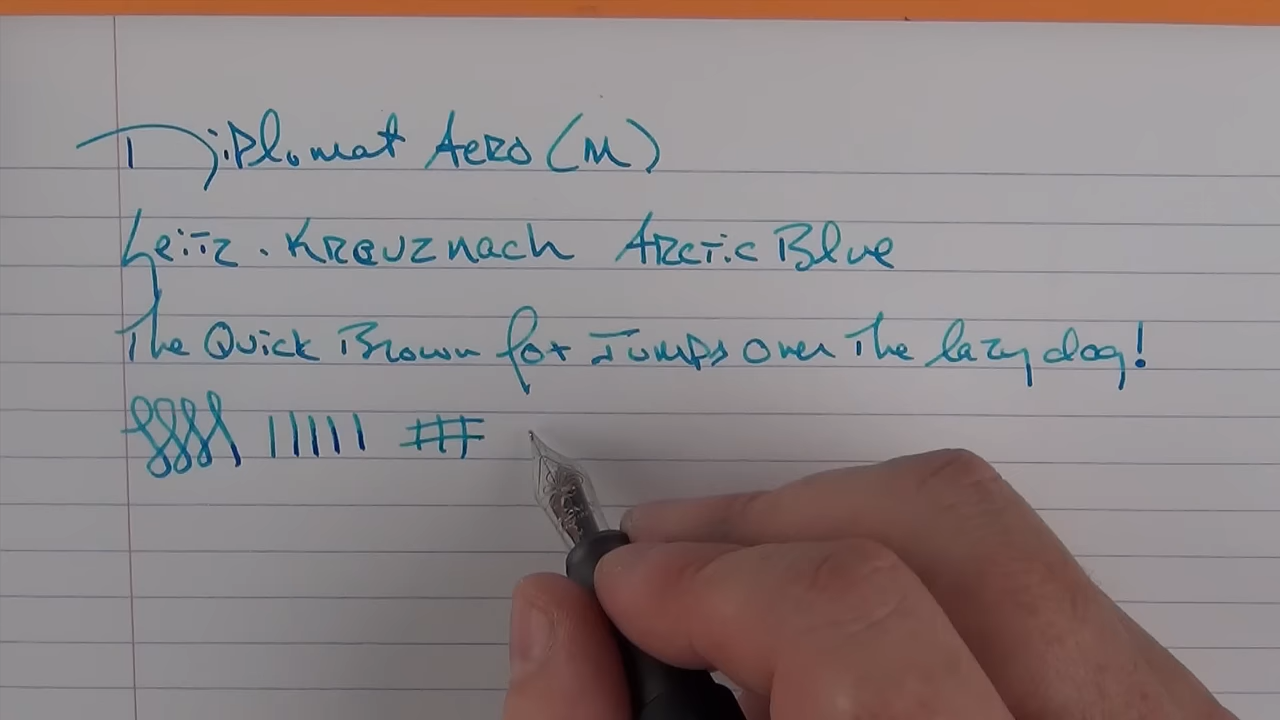 Diplomat Aero (M)
Leitz. Kreuznach Arctic Blue
The Quick Brown fox Jumps over The lazy dog!